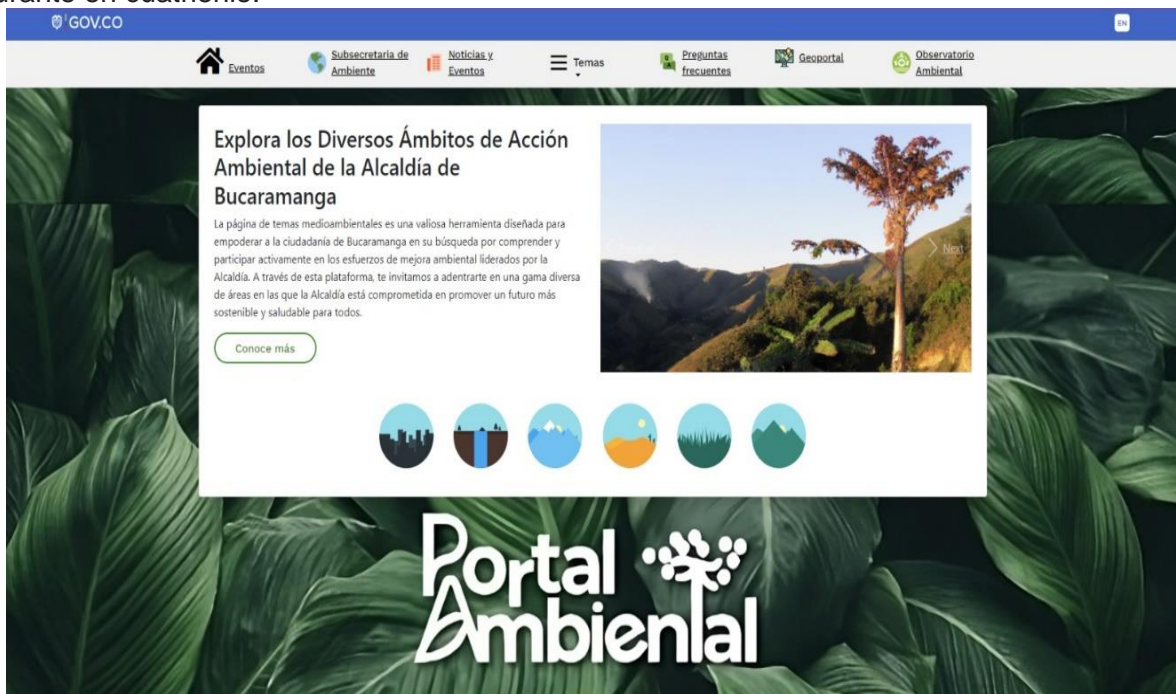 durante en cuatrienio.
GOV.CO
EN
Eventos
Subsecretaria de
Ambiente
Noticias y
Eventos
Temas
Preguntas
frecuentes
Geoportal
Observatorio
Ambiental
Explora los Diversos Ámbitos de Acción
Ambiental de la Alcaldía de
Bucaramanga
La página de temas medioambientales es una valiosa herramienta diseñada para
empoderar a la ciudadanía de Bucaramanga en su búsqueda por comprender y
participar activamente en los esfuerzos de mejora ambiental liderados por la
Alcaldía. A través de esta plataforma, te invitamos a adentrarte en una gama diversa
de áreas en las que la Alcaldía está comprometida en promover un futuro más
sostenible y saludable para todos.
Next
Conoce más
Portal
Ambiental